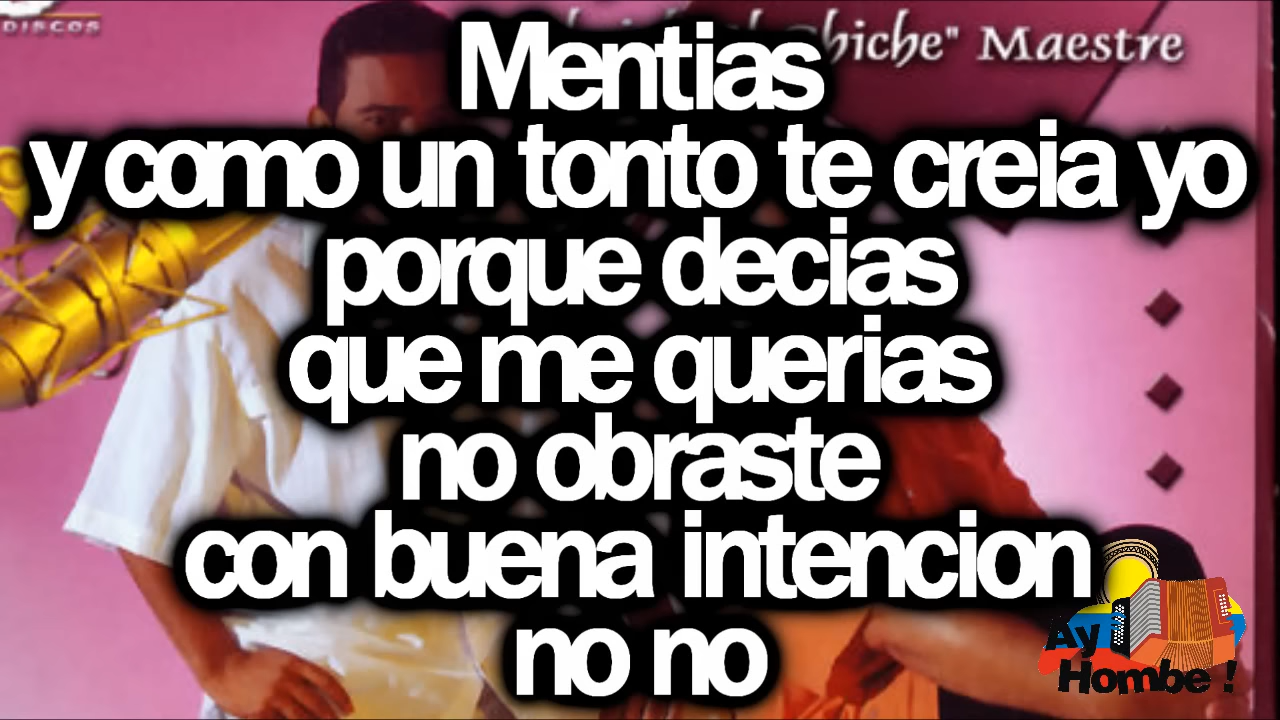 DISCOS
Chiche" Maestre
Mentias
y como un tonto te creia yo
porque decias
que me querias
no obraste
con buena intencion
no no
Ay
Hombe !